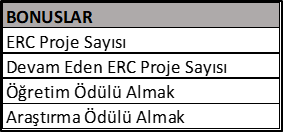 BONUSLAR
ERC Proje Sayısı
Devam Eden ERC Proje Sayısı
Öğretim Ödülü Almak
Araştırma Ödülü Almak